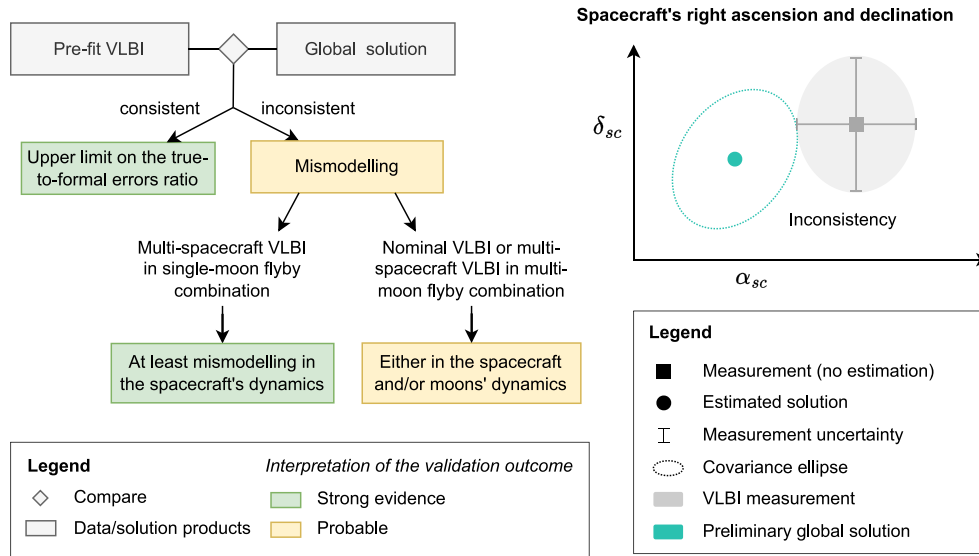 Pre-fit VLBI
Global solution
consistent
inconsistent
Upper limit on the true-
to-formal errors ratio
Mismodelling
Multi-spacecraft VLBI
in single-moon flyby
combination
Nominal VLBI or multi-
spacecraft VLBI in multi-
moon flyby combination
At least mismodelling in
the spacecraft's dynamics
Either in the spacecraft
and/or moons' dynamics
Legend
Interpretation of the validation outcome
Compare
Strong evidence
Data/solution products
Probable
Spacecraft's right ascension and declination
δsc
Inconsistency
αsc
Legend
Measurement (no estimation)
Estimated solution
Measurement uncertainty
Covariance ellipse
VLBI measurement
Preliminary global solution